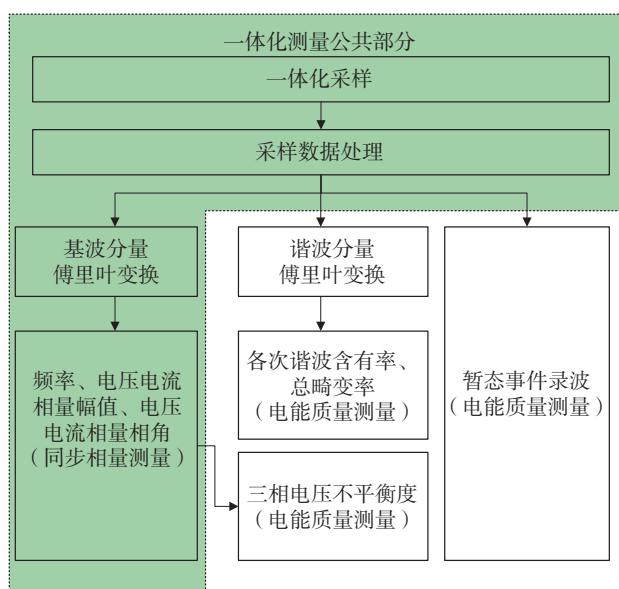 一体化测量公共部分
一体化采样
采样数据处理
基波分量
傅里叶变换
谐波分量
傅里叶变换
频率、电压电流
相量幅值、电压
电流相量相角
（同步相量测量）
各次谐波含有率、
总畸变率
（电能质量测量）
暂态事件录波
（电能质量测量）
三相电压不平衡度
（电能质量测量）